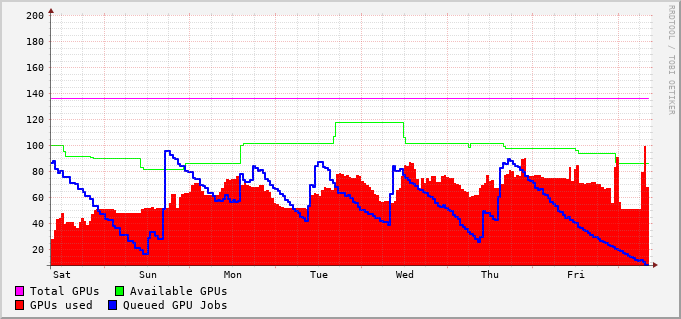 200
180
160
140
120
100
80
60
40
20
Sat Sun Mon Tue Wed Thu Fri
Total GPUs Available GPUs
GPUs used Queued GPU Jobs
RRDTOOL / TOBI OETIKER